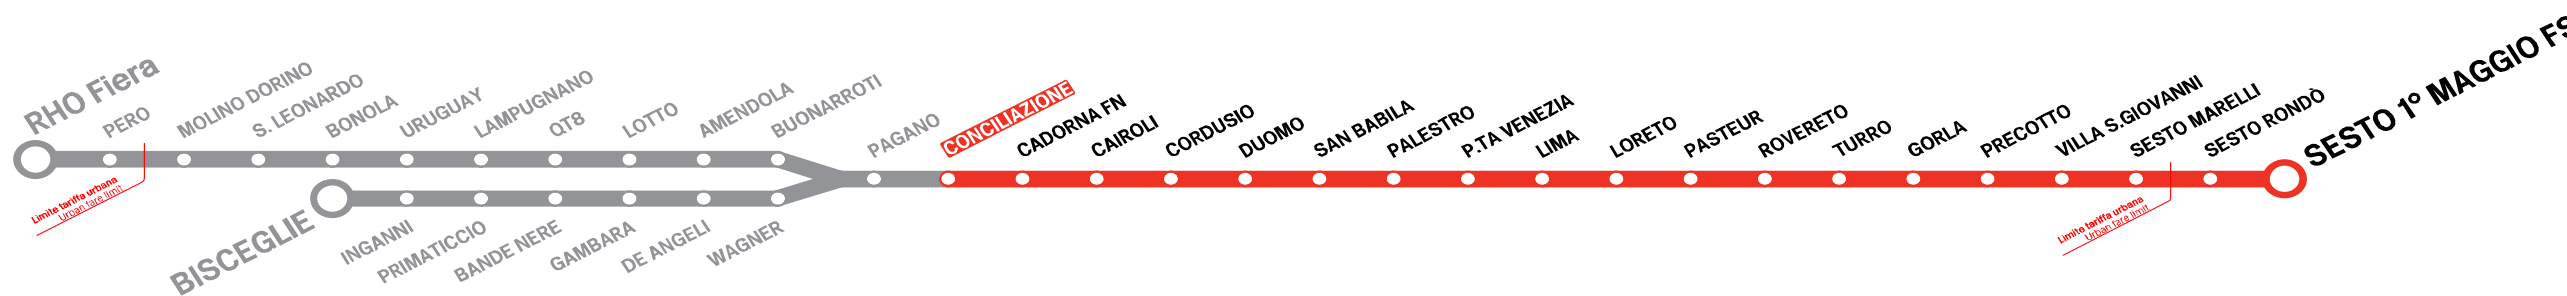 RHO Fiera
PERO
MOLINO DORINO
S. LEONARDO
BONOLA
URUGUAY
LAMPUGNANO
QT8
LOTTO
AMENDOLA
BUONARROTI
PAGANO
CONCILIAZIONE
CADORNA FN
CAIROLI
CORDUSIO
DUOMO
SAN BABILA
PALESTRO
P.TA VENEZIA
LIMA
LORETO
PASTEUR
ROVERETO
TURRO
GORLA
PRECOTTO
VILLA S.GIOVANNI
SESTO MARELLI
SESTO RONDÒ
SESTO 1° MAGGIO FS
Limite tariffa urbana
Urban fare limit
BISCEGLIE
INGANNI
PRIMATICCIO
BANDE NERE
GAMBARA
DE ANGELI
WAGNER
Limite tariffa urbana
Urban fare limit